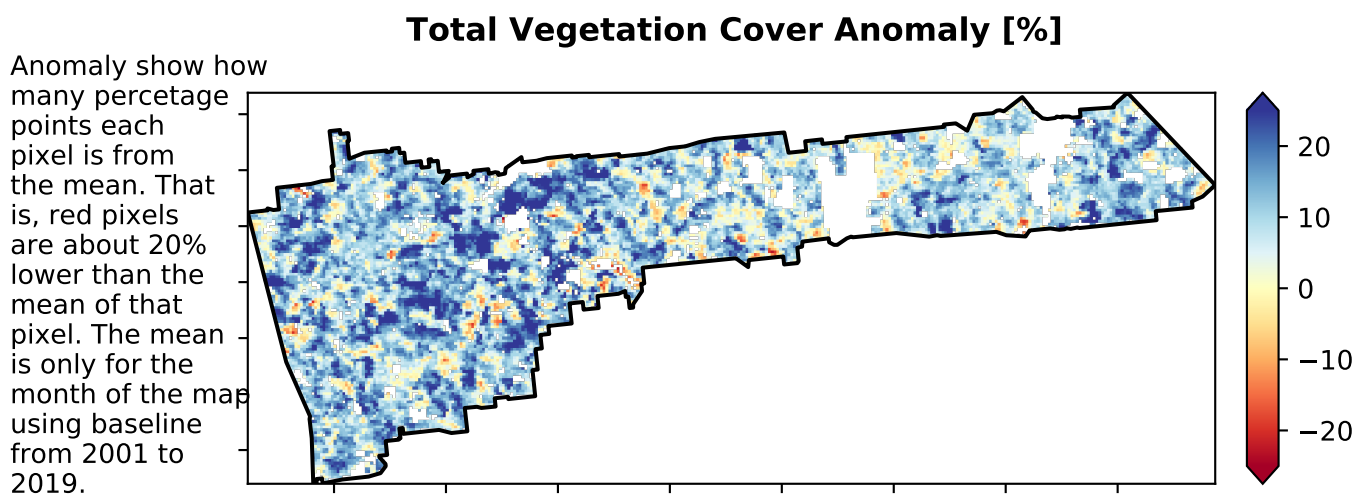 Total Vegetation Cover Anomaly [%]
Anomaly show how
many percetage
points each
pixel is from
the mean. That
is, red pixels
are about 20%
lower than the
mean of that
pixel. The mean
is only for the
month of the map
using baseline
from 2001 to
2019.
20
10
0
−10
−20